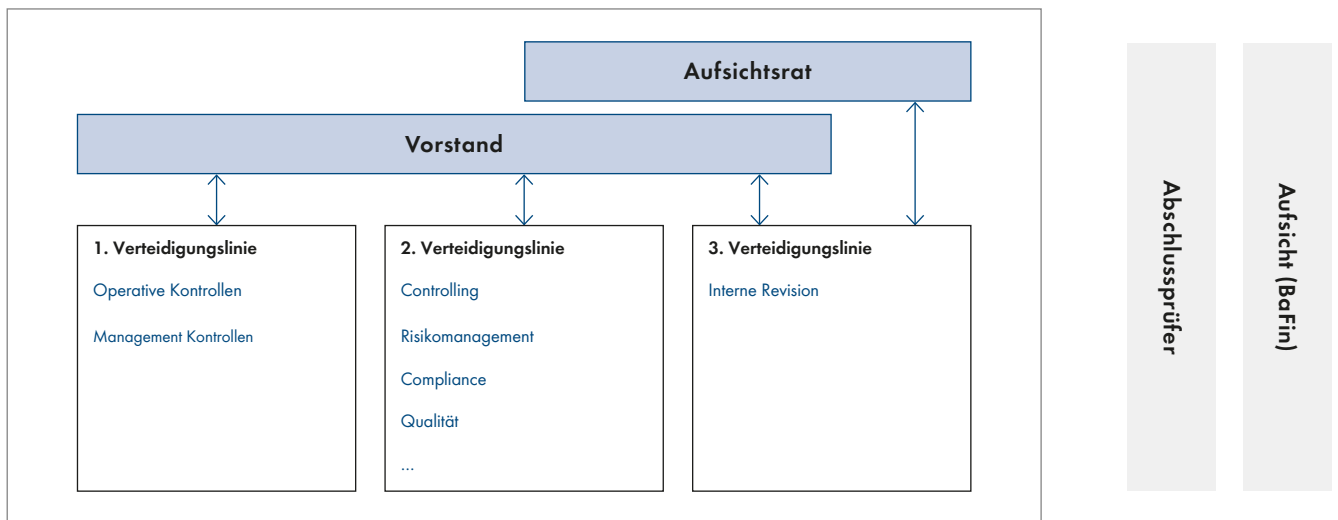 Aufsichtsrat
Vorstand
1. Verteidigungslinie
Operative Kontrollen
Management Kontrollen
2. Verteidigungslinie
Controlling
Risikomanagement
Compliance
Qualität
...
3. Verteidigungslinie
Interne Revision
Abschlussprüfer
Aufsicht (BaFin)